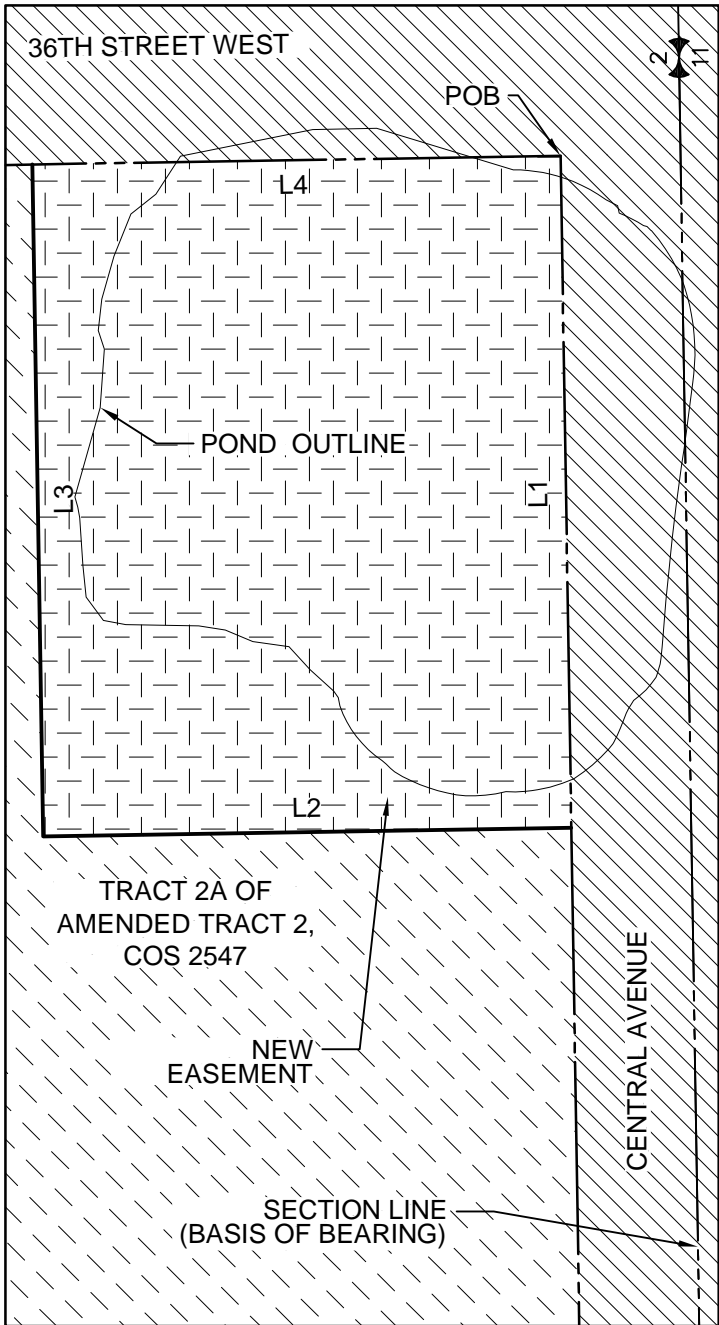 36TH STREET WEST
2
11
POB
L4
POND OUTLINE
L3
L1
L2
TRACT 2A OF
AMENDED TRACT 2,
COS 2547
NEW
EASEMENT
CENTRAL AVENUE
SECTION LINE
(BASIS OF BEARING)